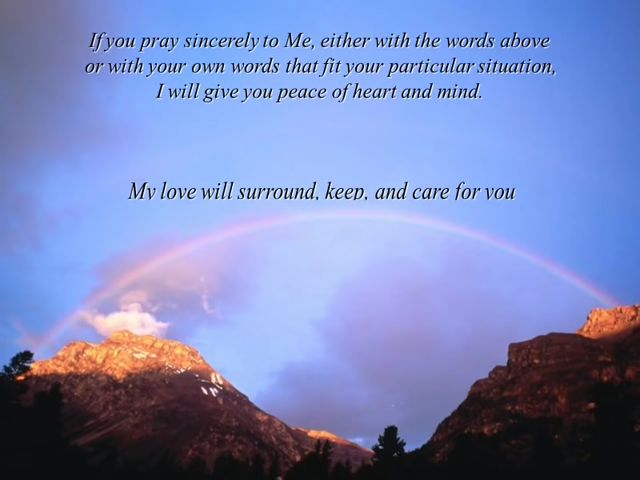 If you pray sincerely to Me, either with the words above
or with your own words that fit your particular situation,
I will give you peace of heart and mind.
My love will surround, keep, and care for you